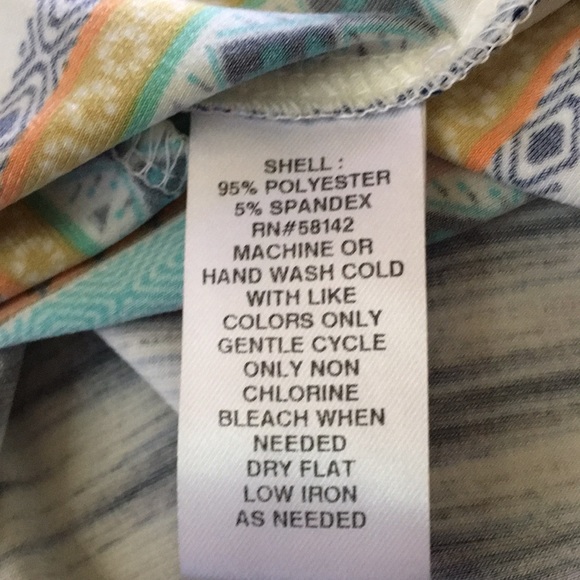 SHELL :
95% POLYESTER
5% SPANDEX
RN#58142
MACHINE OR
HAND WASH COLD
WITH LIKE
COLORS ONLY
GENTLE CYCLE
ONLY NON
CHLORINE
BLEACH WHEN
NEEDED
DRY FLAT
LOW IRON
AS NEEDED